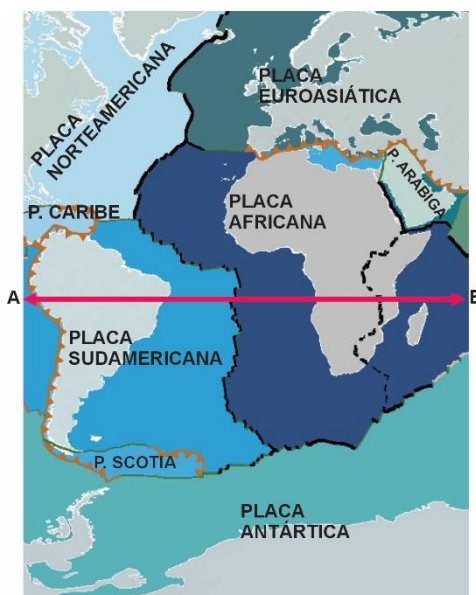 PLACA
NORTEAMERICANA
PLACA
EUROASIÁTICA
P. ARABIGA
P. CARIBE
PLACA
AFRICANA
A
B
PLACA
SUDAMERICANA
P. SCOTIA
PLACA
ANTÁRTICA